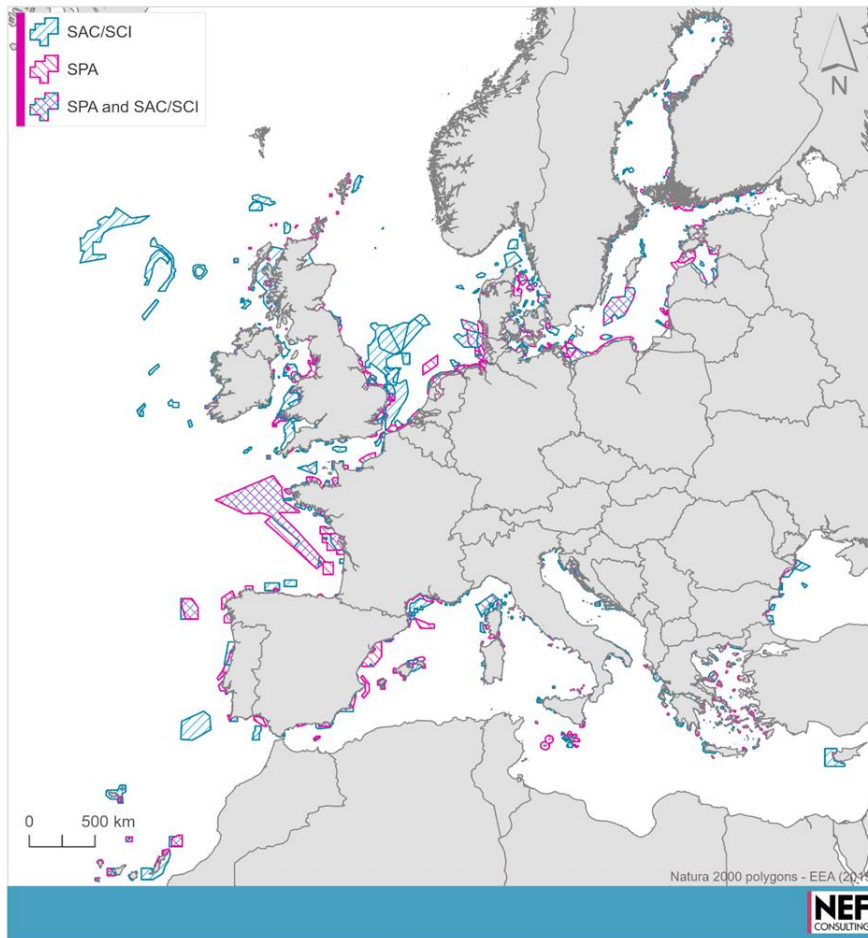 SAC/SCI
SPA
SPA and SAC/SCI
N
0 500 km
Natura 2000 polygons - EEA
NEF
CONSULTING